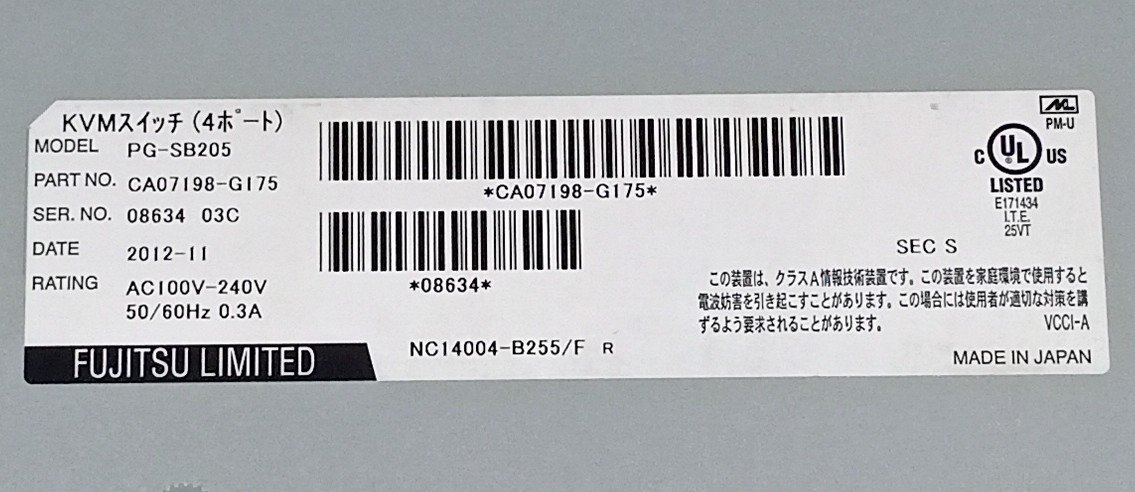 KVMスイッチ (4ポート)
MODEL PG-SB205
PART NO. CA07198-G175
SER. NO. 08634 03C
DATE 2012-11
RATING AC100V-240V
50/60Hz 0.3A
FUJITSU LIMITED
*CA07198-G175*
*08634*
NC14004-B255/F R
PM-U
C UL US
®
LISTED
E171434
I.T.E.
25VT
SEC S
この装置は、クラスA情報技術装置です。この装置を家庭環境で使用すると
電波妨害を引き起こすことがあります。この場合には使用者が適切な対策を講
ずるよう要求されることがあります。
VCCI-A
MADE IN JAPAN